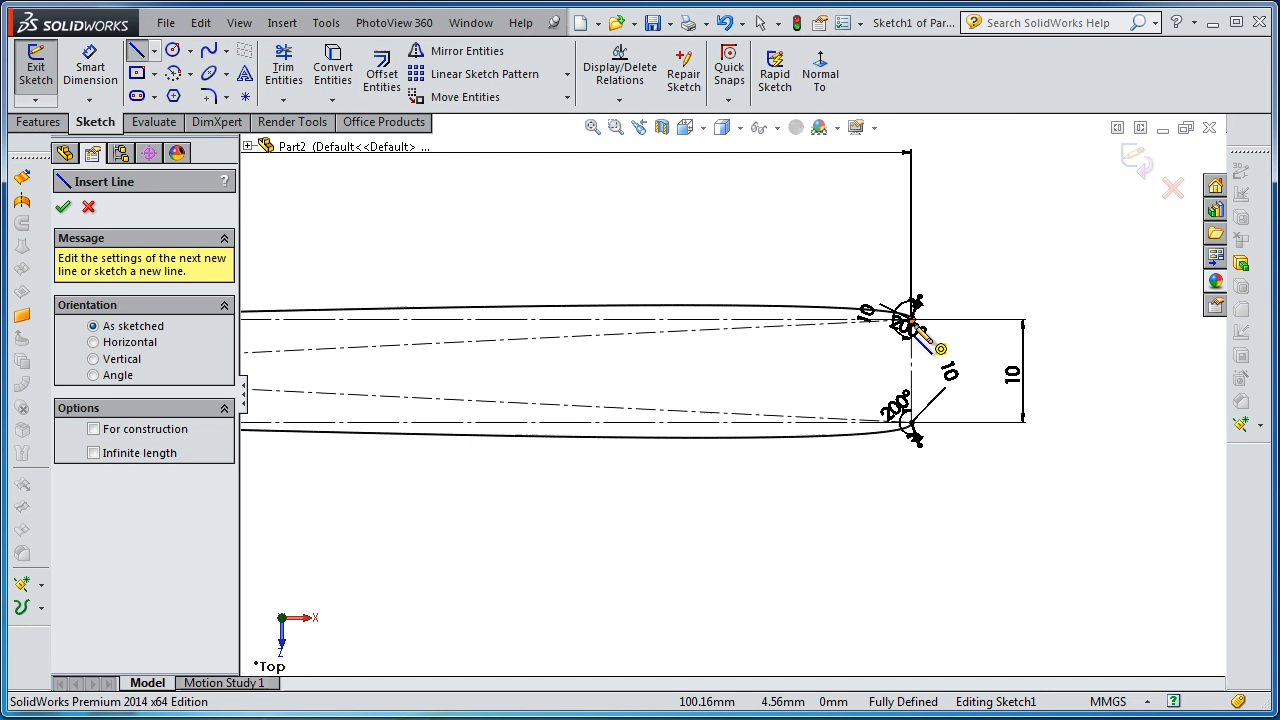 SOLIDWORKS File Edit View Insert Tools PhotoView 360 Window Help Sketch1 of Par... Search SolidWorks Help
Exit Sketch
Smart Dimension
Trim Entities
Convert Entities
Offset Entities
Mirror Entities
Linear Sketch Pattern
Move Entities
Display/Delete Relations
Repair Sketch
Quick Snaps
Rapid Sketch
Normal To
Features Sketch Evaluate DimXpert Render Tools Office Products
Part2 (Default<<Default> ...
Insert Line ?
Message
Edit the settings of the next new
line or sketch a new line.
Orientation
As sketched
Horizontal
Vertical
Angle
Options
For construction
Infinite length
10
200°
10
200°
10
X
Z
*Top
Model Motion Study 1
SolidWorks Premium 2014 x64 Edition 100.16mm 4.56mm 0mm Fully Defined Editing Sketch1 MMGS